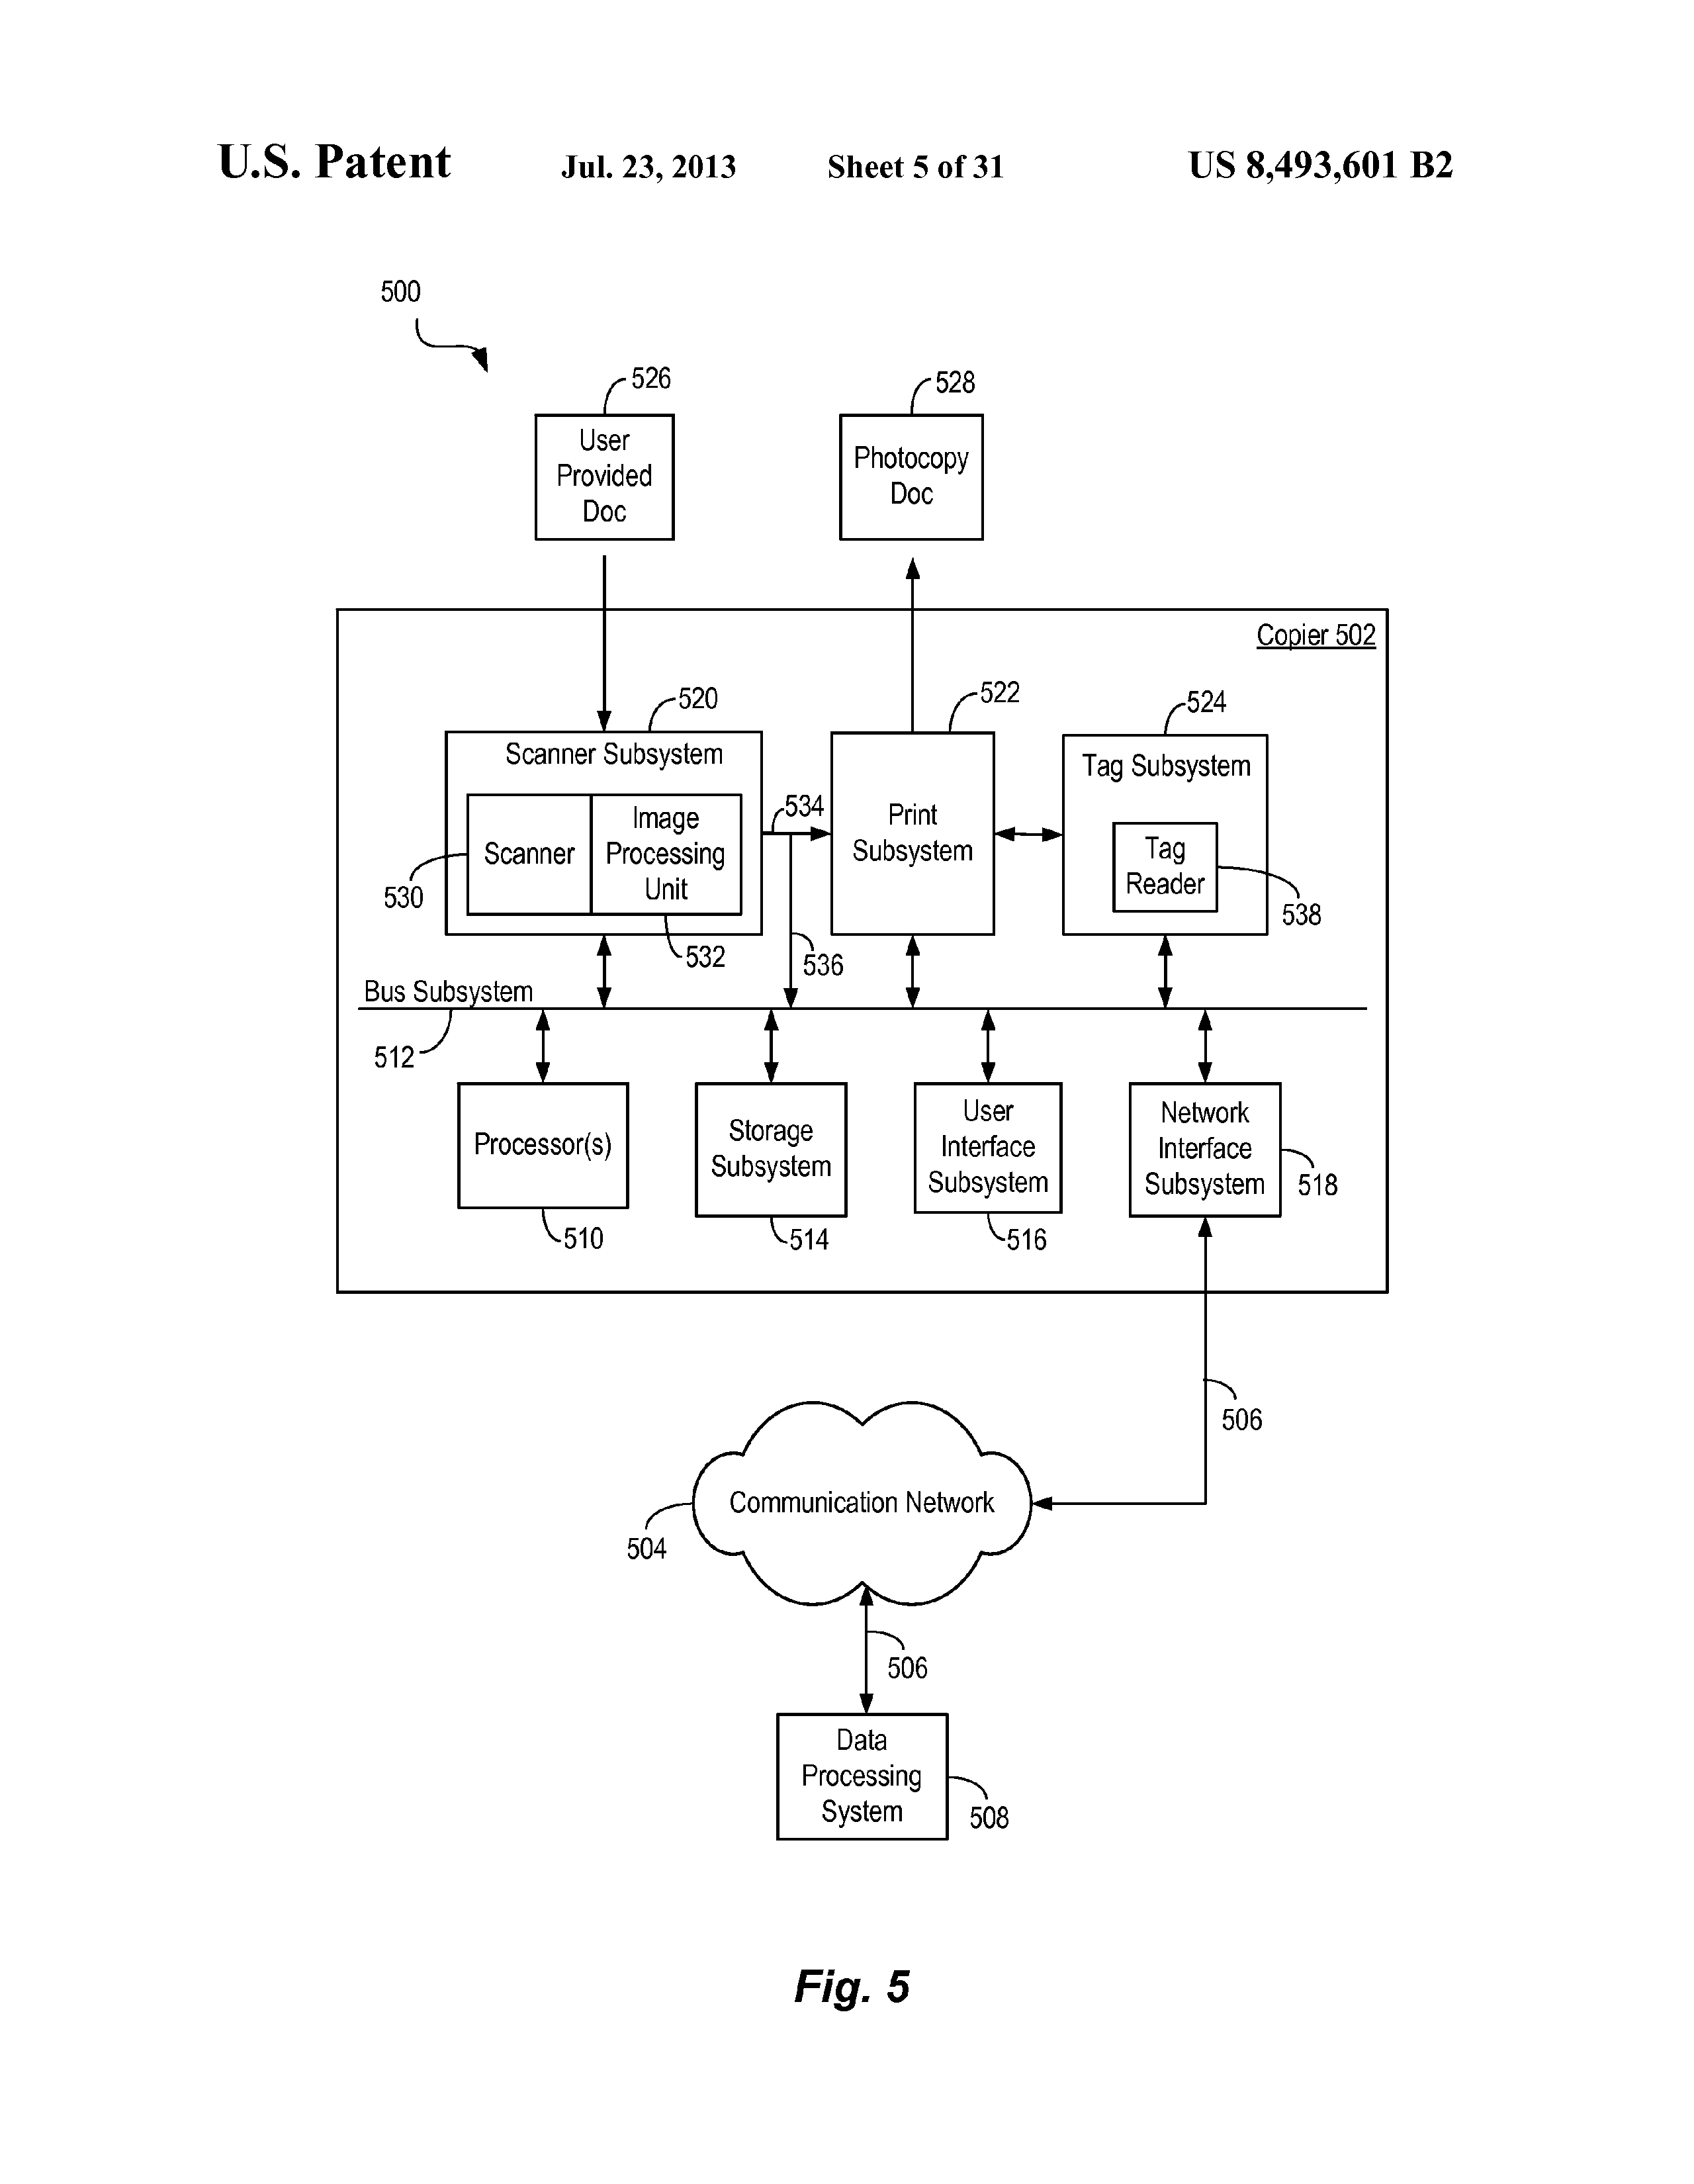 U.S. Patent Jul. 23, 2013 Sheet 5 of 31 US 8,493,601 B2
500
526
528
User
Provided
Doc
Photocopy
Doc
Copier 502
520
522
524
Scanner Subsystem
Tag Subsystem
534
Scanner
Image
Processing
Unit
Print
Subsystem
Tag
Reader
530
538
532
536
Bus Subsystem
512
Processor(s)
Storage
Subsystem
User
Interface
Subsystem
Network
Interface
Subsystem
518
510
514
516
506
Communication Network
504
506
Data
Processing
System
508
Fig. 5